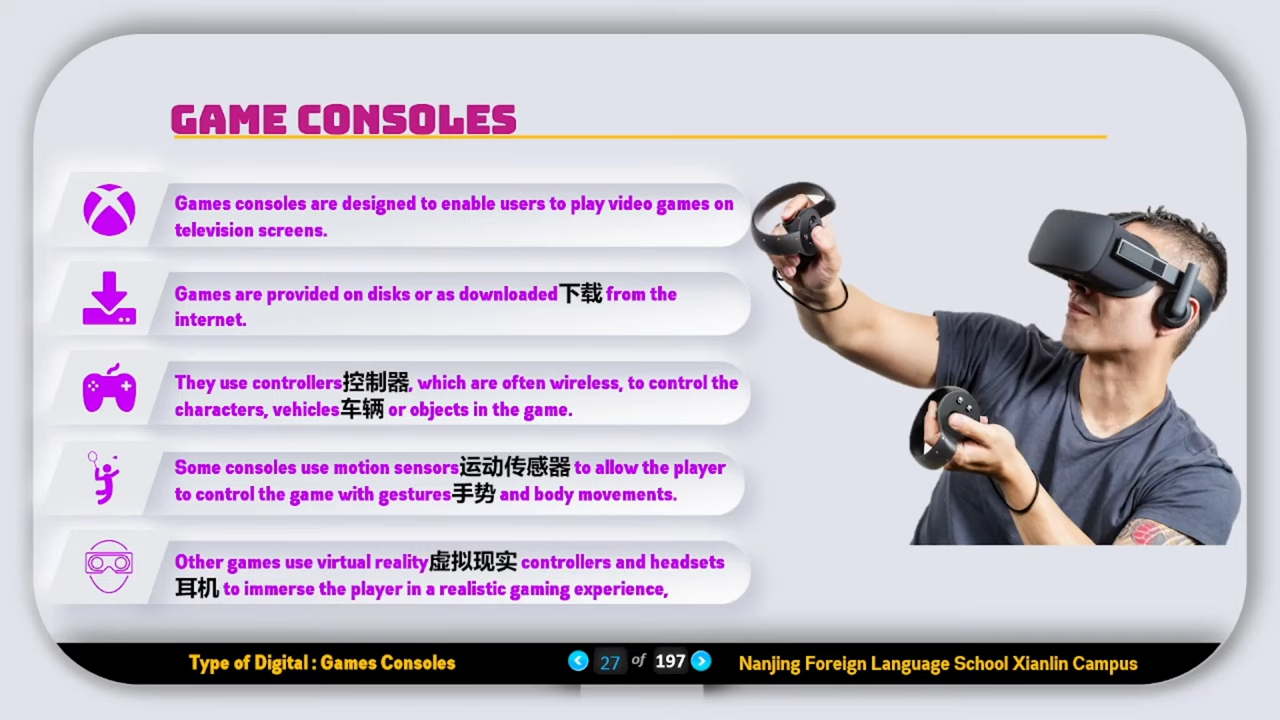 GAME CONSOLES
Games consoles are designed to enable users to play video games on
television screens.
Games are provided on disks or as downloaded下载 from the
internet.
They use controllers控制器, which are often wireless, to control the
characters, vehicles车辆 or objects in the game.
Some consoles use motion sensors运动传感器 to allow the player
to control the game with gestures手势 and body movements.
Other games use virtual reality虚拟现实 controllers and headsets
耳机 to immerse the player in a realistic gaming experience,
Type of Digital : Games Consoles
27 of 197
Nanjing Foreign Language School Xianlin Campus